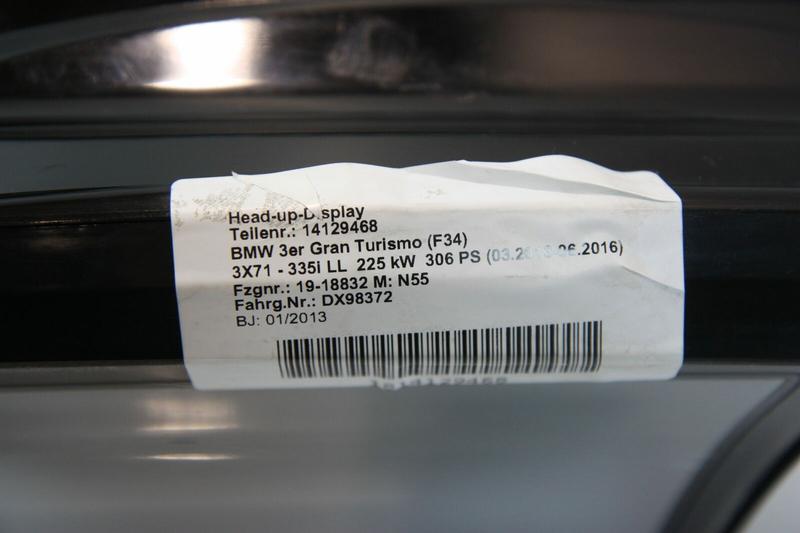 Head-up-Display
Teilenr.: 14129468
BMW 3er Gran Turismo (F34)
3X71 - 335i LL 225 kW 306 PS
Fzgnr.: 19-18832 M: N55
Fahrg.Nr.: DX98372
BJ: 01/2013